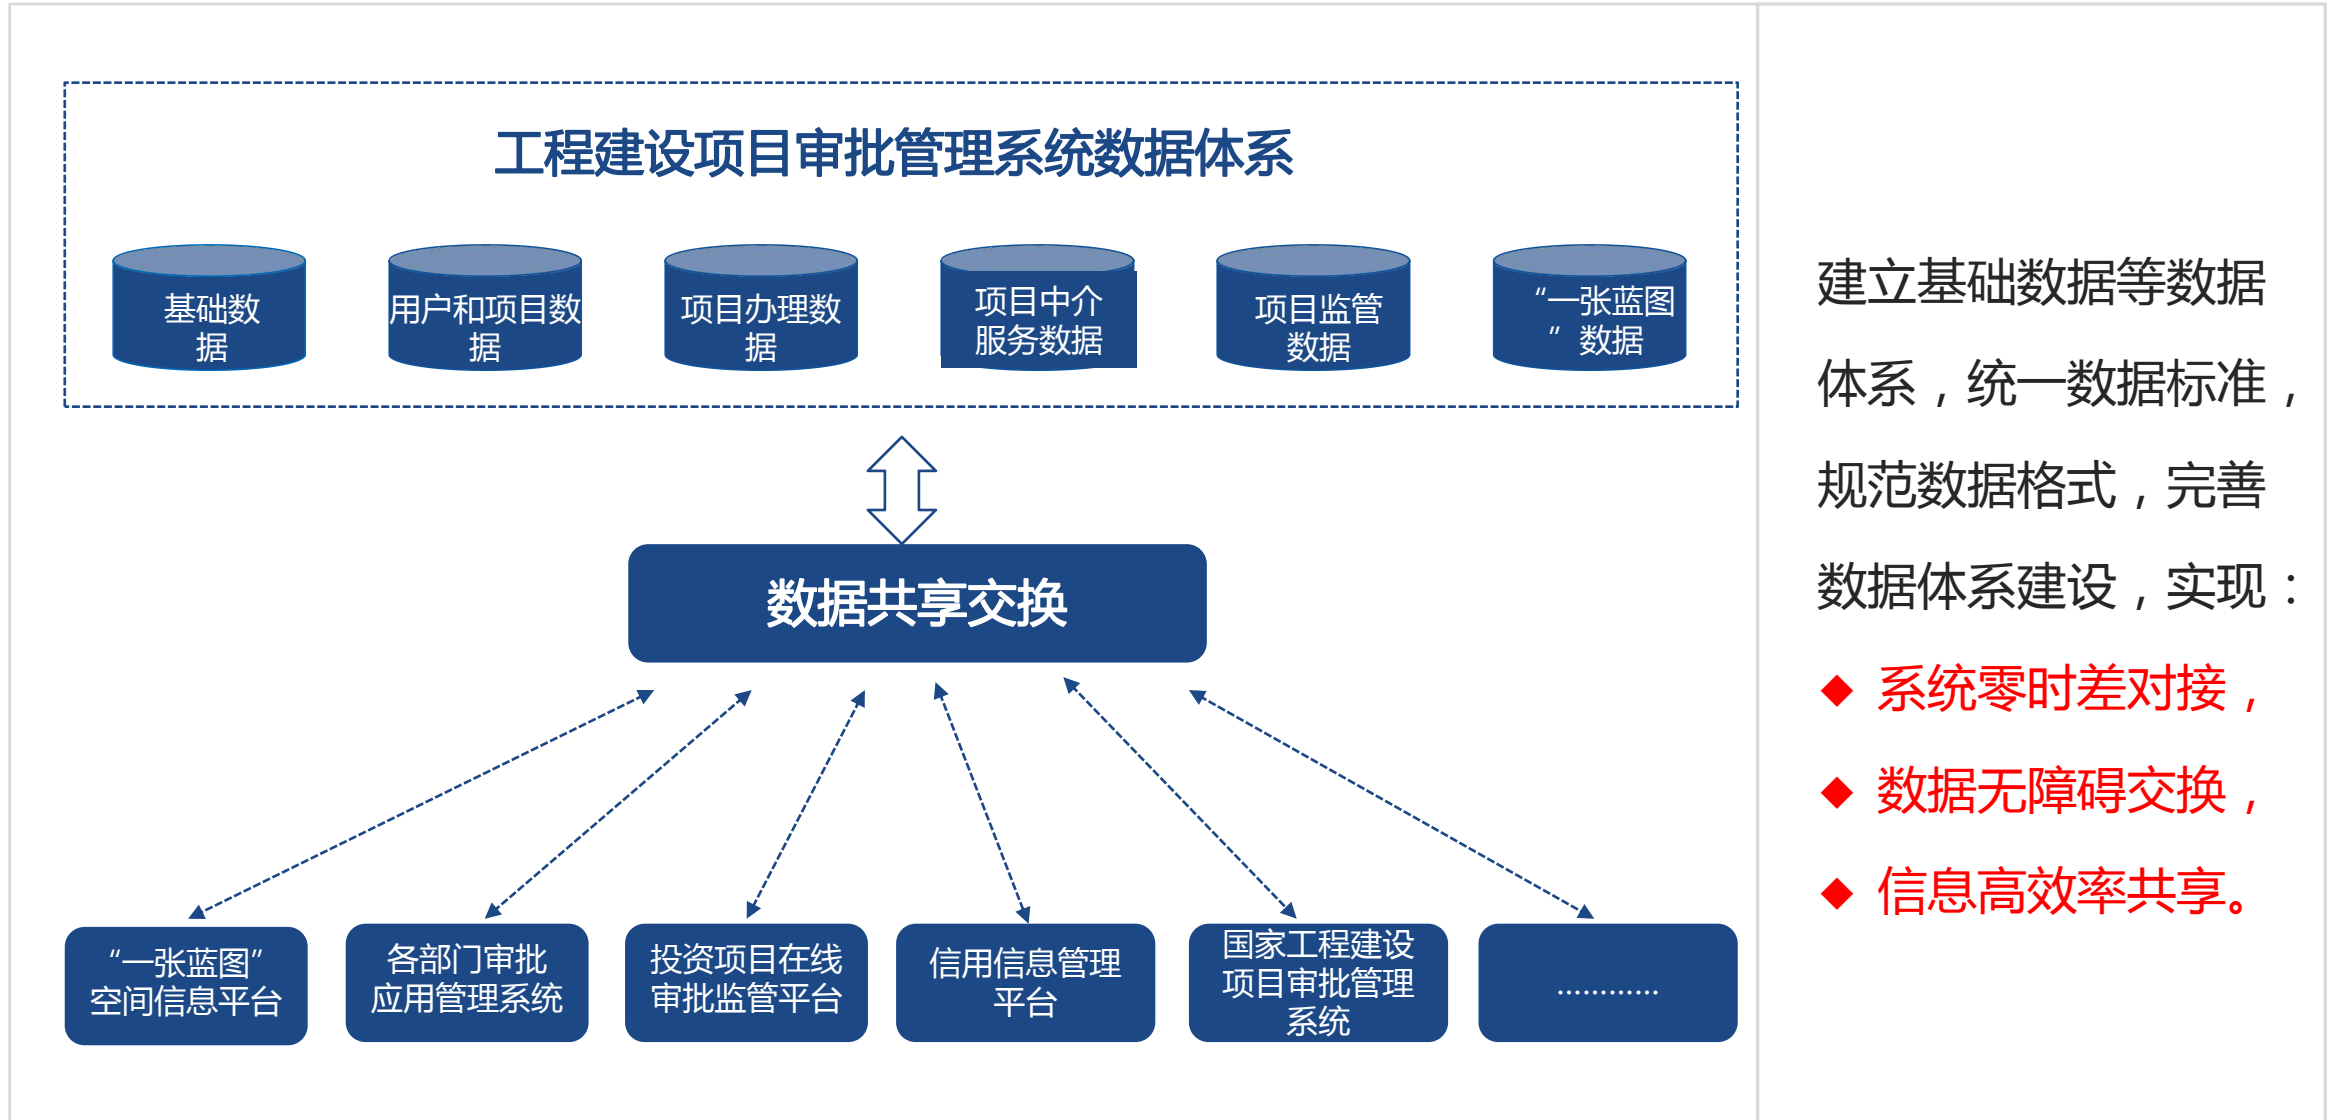 工程建设项目审批管理系统数据体系
基础数
据
用户和项目数
据
项目办理数
据
项目中介
服务数据
项目监管
数据
“一张蓝图
”数据
数据共享交换
“一张蓝图”
空间信息平台
各部门审批
应用管理系统
投资项目在线
审批监管平台
信用信息管理
平台
国家工程建设
项目审批管理
系统
…………
建立基础数据等数据
体系，统一数据标准，
规范数据格式，完善
数据体系建设，实现：
◆ 系统零时差对接，
◆ 数据无障碍交换，
◆ 信息高效率共享。